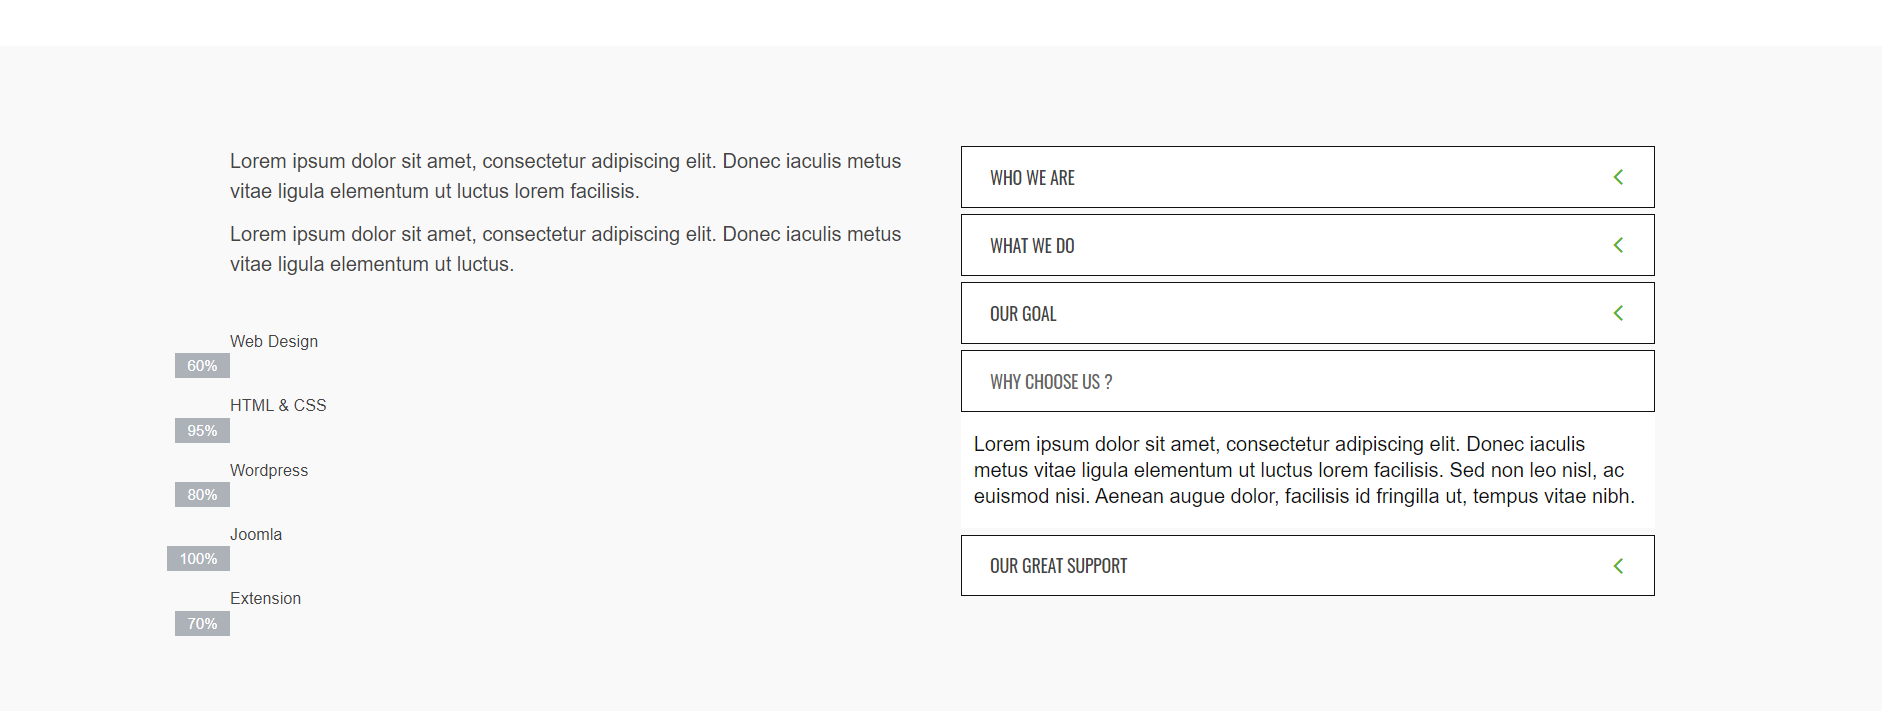 Lorem ipsum dolor sit amet, consectetur adipiscing elit. Donec iaculis metus
vitae ligula elementum ut luctus lorem facilisis.
Lorem ipsum dolor sit amet, consectetur adipiscing elit. Donec iaculis metus
vitae ligula elementum ut luctus.
Web Design
60%
HTML & CSS
95%
Wordpress
80%
Joomla
100%
Extension
70%
WHO WE ARE
WHAT WE DO
OUR GOAL
WHY CHOOSE US ?
Lorem ipsum dolor sit amet, consectetur adipiscing elit. Donec iaculis
metus vitae ligula elementum ut luctus lorem facilisis. Sed non leo nisl, ac
euismod nisi. Aenean augue dolor, facilisis id fringilla ut, tempus vitae nibh.
OUR GREAT SUPPORT